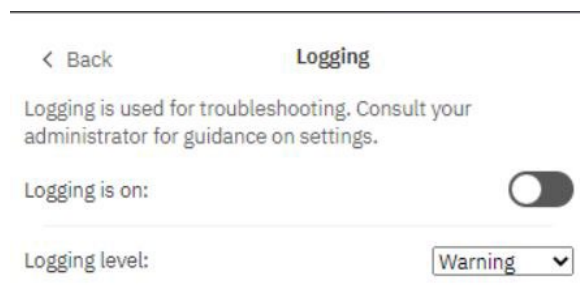 Back
Logging
Logging is used for troubleshooting. Consult your
administrator for guidance on settings.
Logging is on:
Logging level: Warning